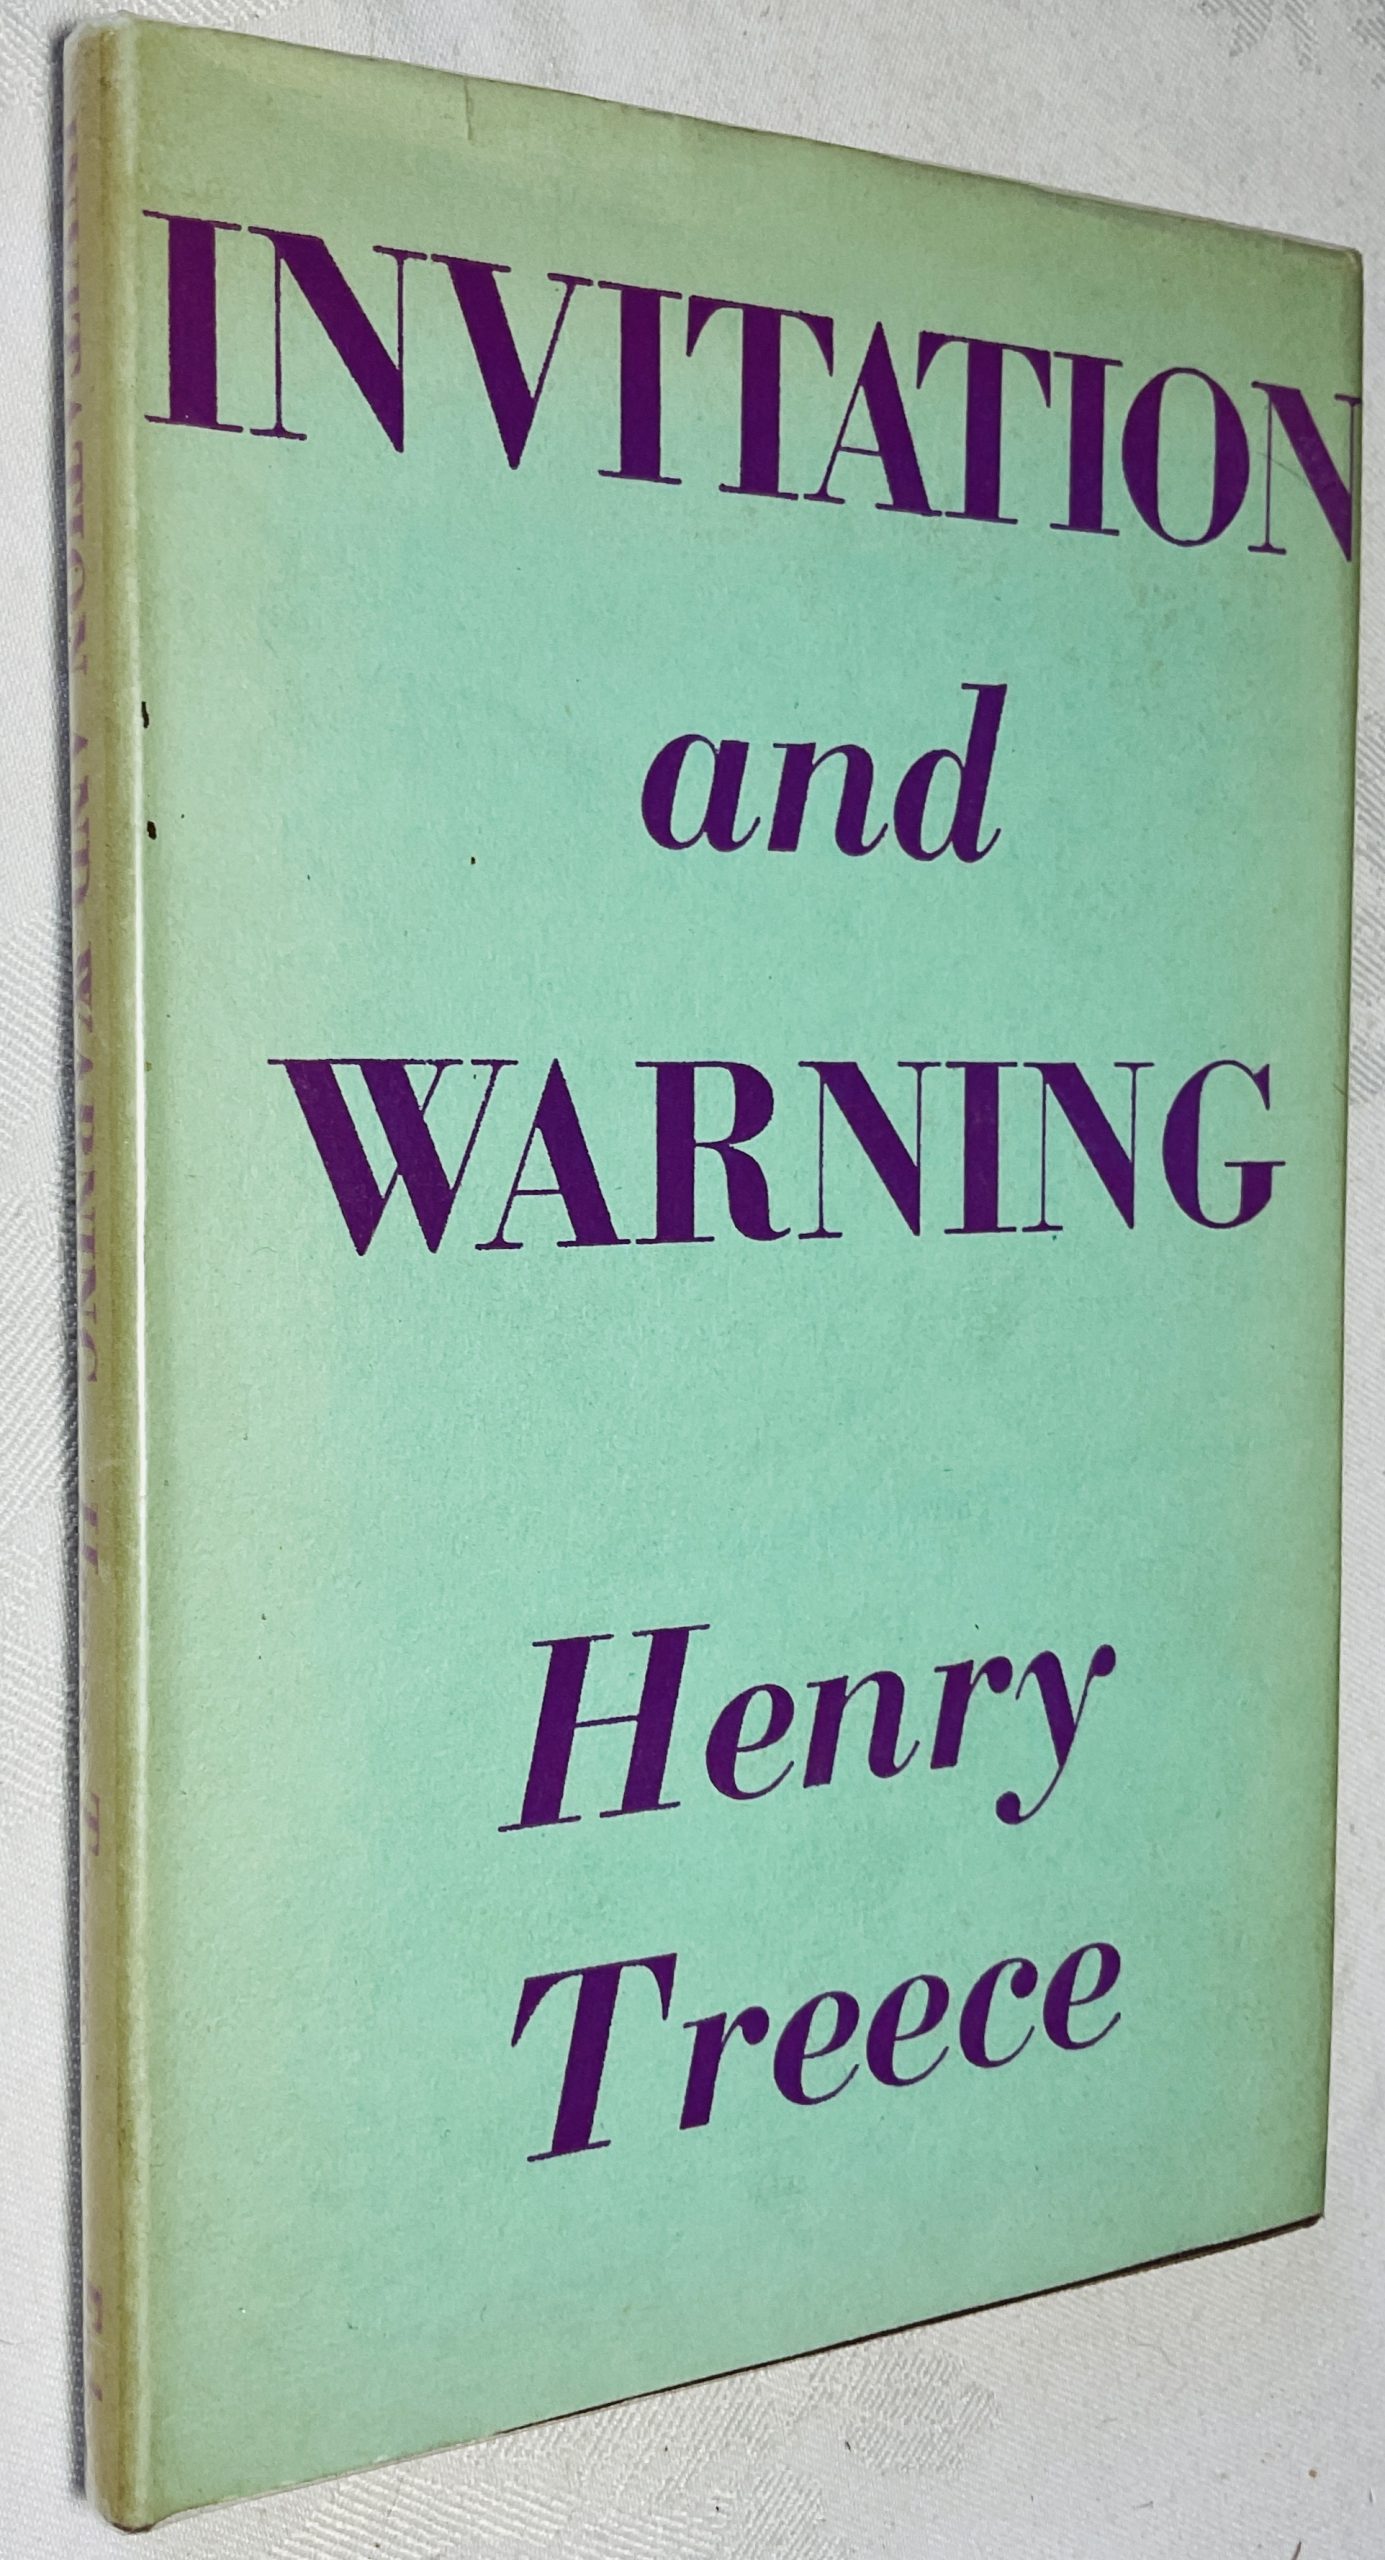 INVITATION
and
WARNING
Henry
Treece
INVITATION AND WARNING